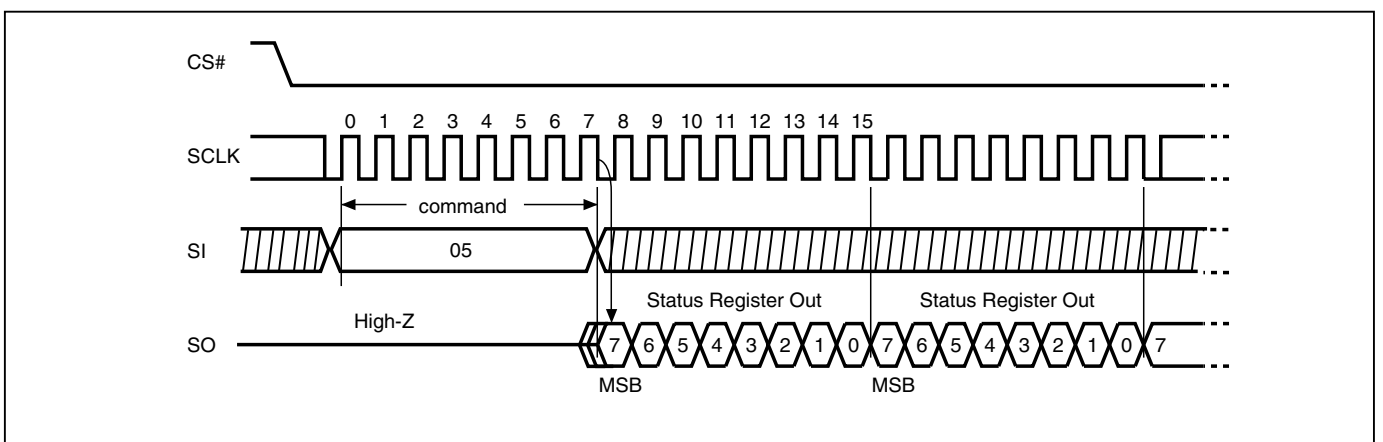 CS#
0 1 2 3 4 5 6 7 8 9 10 11 12 13 14 15
SCLK
command
SI
05
Status Register Out Status Register Out
High-Z
SO
7 6 5 4 3 2 1 0 7 6 5 4 3 2 1 0 7
MSB MSB